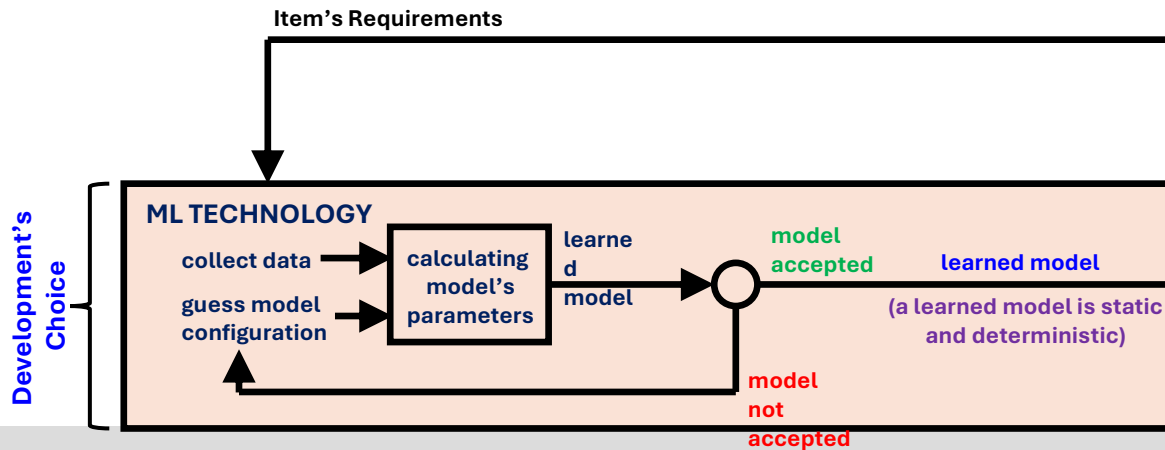 Item's Requirements
Development's
Choice
ML TECHNOLOGY
collect data
guess model
configuration
calculating
model's
parameters
learne
d
model
model
accepted
learned model
(a learned model is static
and deterministic)
model
not
accepted